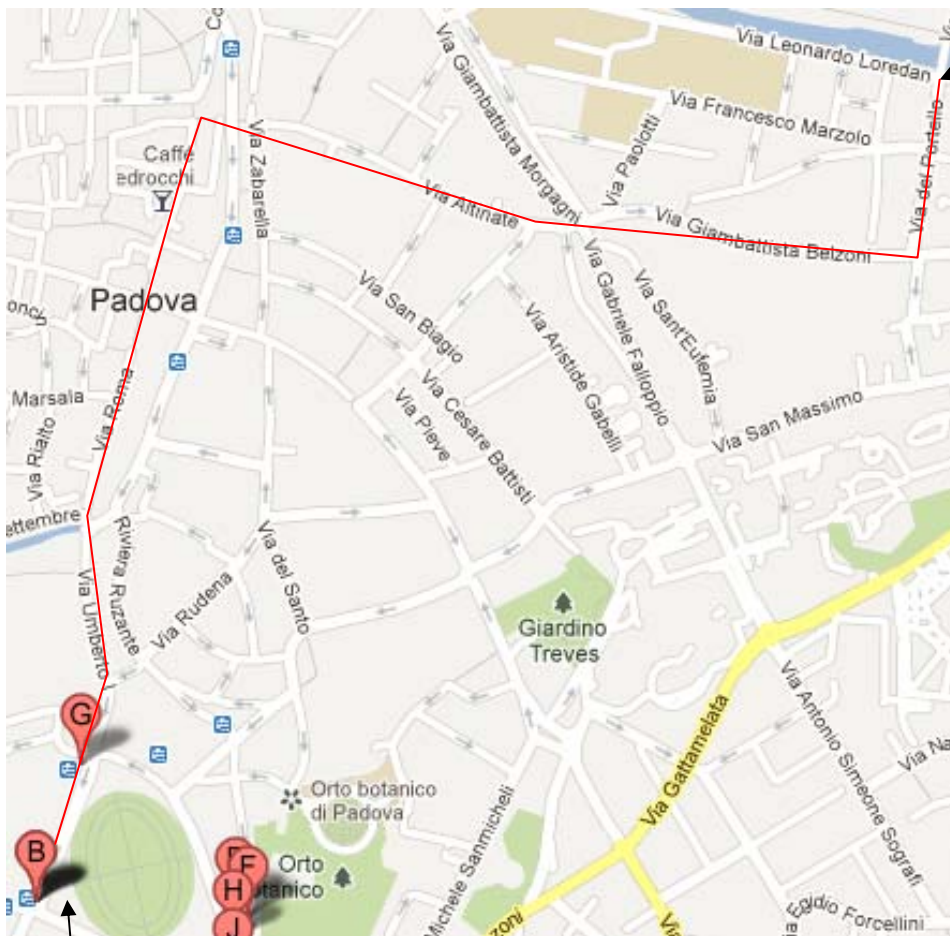 Via Leonardo Loredan
Via Giambattista Morgagni
Via Francesco Marzolo
Via Paolotti
Via del Portello
Via Zabarella
Caffè
edrocchi
Via Altinate
Via Giambattista Belzoni
Padova
Via San Biagio
Via Gabriele Falloppio
Via Sant'Eufemia
Via Aristide Gabelli
Marsala
Via Roma
Via Rialto
Via Pieve
Via Cesare Battisti
Via San Massimo
ettembre
Riviera Ruzante
Via del Santo
Via Umberto I
Via Rudena
Giardino
Treves
G
Via Antonio Simeone Sografi
Via Gattamelata
Via Na
Orto botanico
di Padova
Via Michele Sanmicheli
B
F
H
J
Orto
otanico
zoni
Egidio Forcellini